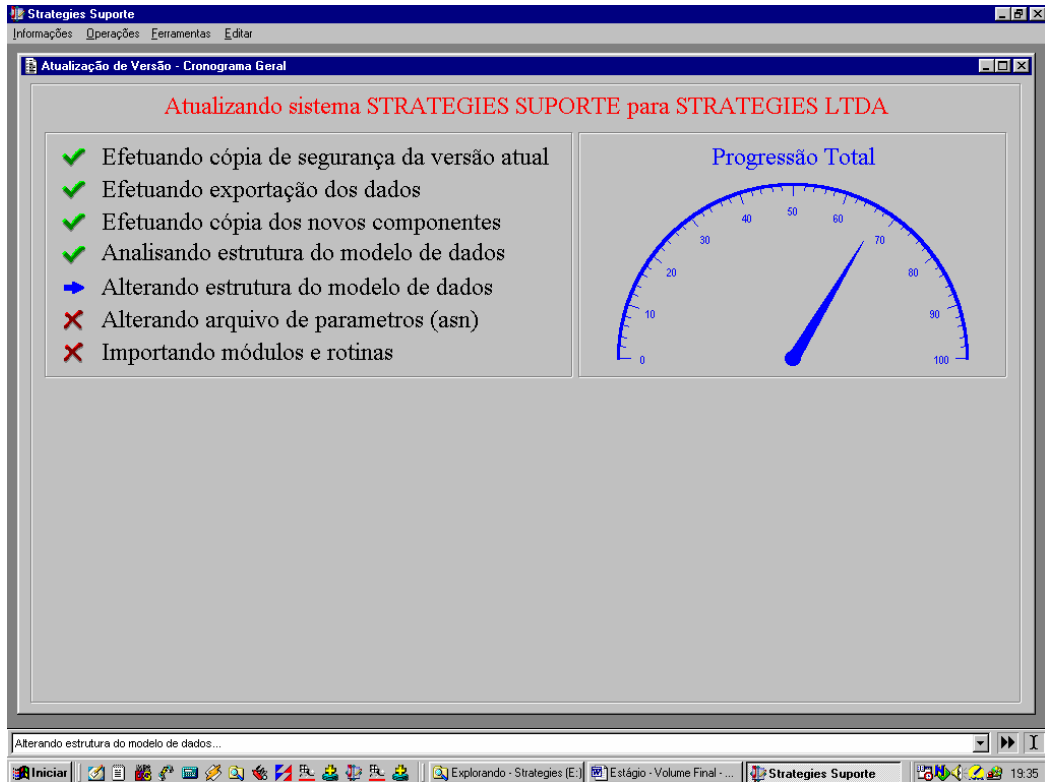 Strategies Suporte
Informações Operações Ferramentas Editar
Atualização de Versão - Cronograma Geral
Atualizando sistema STRATEGIES SUPORTE para STRATEGIES LTDA
Efetuando cópia de segurança da versão atual
Efetuando exportação dos dados
Efetuando cópia dos novos componentes
Analisando estrutura do modelo de dados
Alterando estrutura do modelo de dados
Alterando arquivo de parametros (asn)
Importando módulos e rotinas
Progressão Total
0 10 20 30 40 50 60 70 80 90 100
Alterando estrutura do modelo de dados...
Iniciar Explorando - Strategies (E:) Estágio - Volume Final - ... Strategies Suporte 19:35